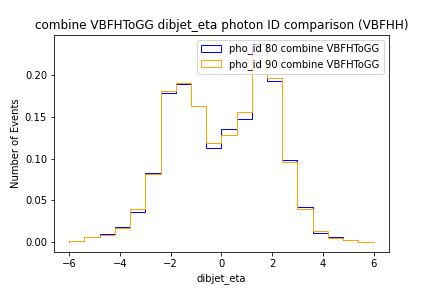 combine VBFHToGG dibjet_eta photon ID comparison (VBFHH)
pho_id 80 combine VBFHToGG
pho_id 90 combine VBFHToGG
Number of Events
0.20
0.15
0.10
0.05
0.00
−6 −4 −2 0 2 4 6
dibjet_eta